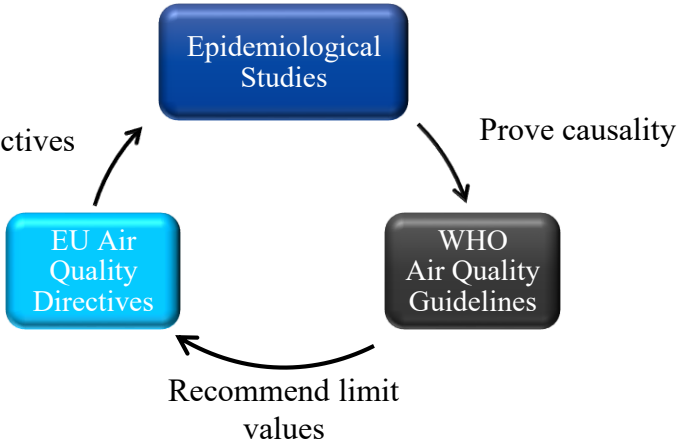 Epidemiological
Studies
ctives
Prove causality
EU Air
Quality
Directives
WHO
Air Quality
Guidelines
Recommend limit
values